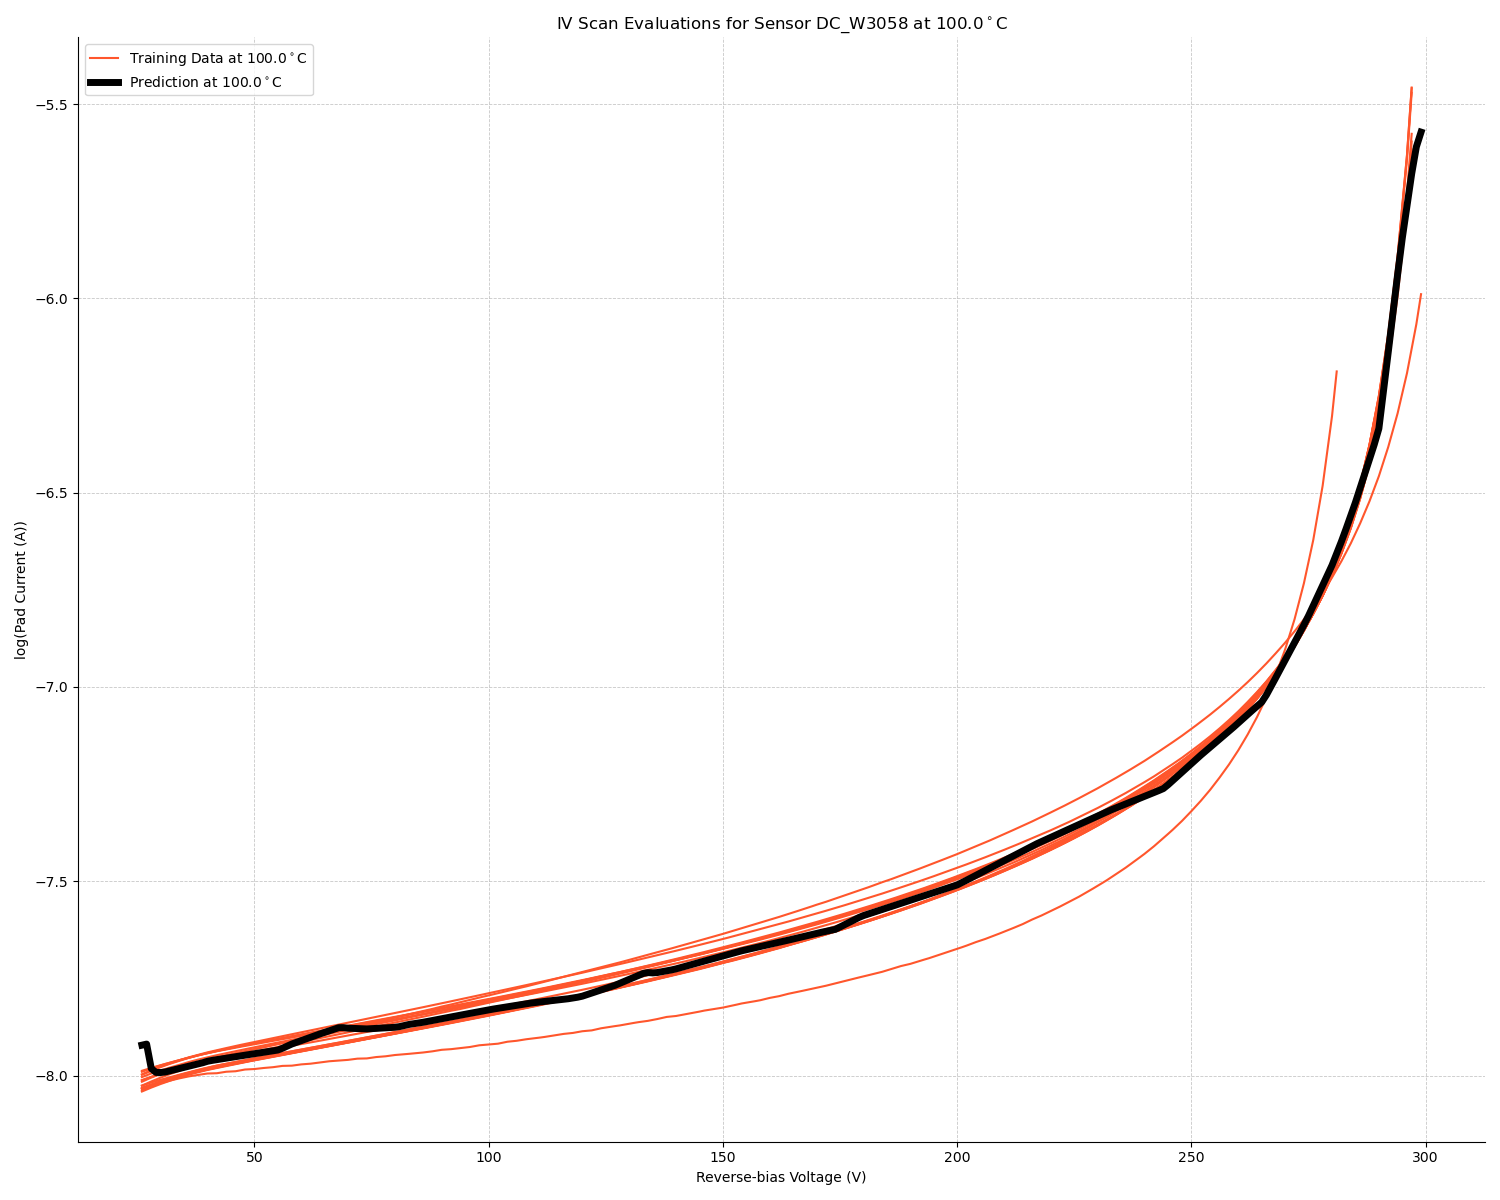 IV Scan Evaluations for Sensor DC_W3058 at 100.0°C
Training Data at 100.0°C
Prediction at 100.0°C
−5.5
−6.0
−6.5
−7.0
−7.5
−8.0
log(Pad Current (A))
50
100
150
200
250
300
Reverse-bias Voltage (V)